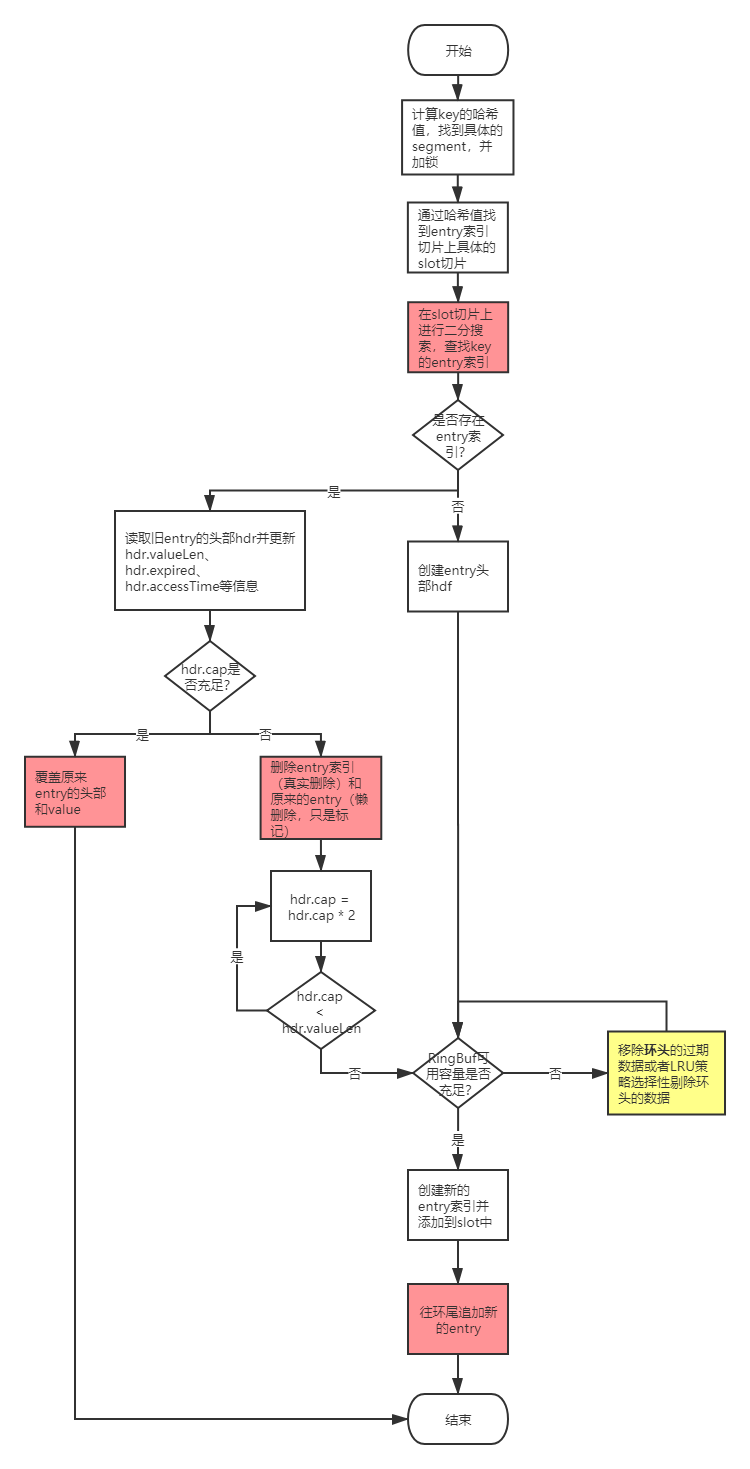 开始
计算key的哈希
值，找到具体的
segment，并
加锁
通过哈希值找
到entry索引
切片上具体的
slot切片
在slot切片上
进行二分搜
索，查找key
的entry索引
是否存在
entry索
引?
是
否
读取旧entry的头部hdr并更新
hdr.valueLen、
hdr.expired、
hdr.accessTime等信息
创建entry头
部hdf
hdr.cap是
否充足?
是
否
覆盖原来
entry的头部
和value
删除entry索引
（真实删除）和
原来的entry（懒
删除，只是标
记）
hdr.cap =
hdr.cap * 2
是
hdr.cap
<
hdr.valueLen
否
RingBuf可
用容量是否
充足?
否
移除环头的过期
数据或者LRU策
略选择性剔除环
头的数据
是
创建新的
entry索引并
添加到slot中
往环尾追加新
的entry
结束